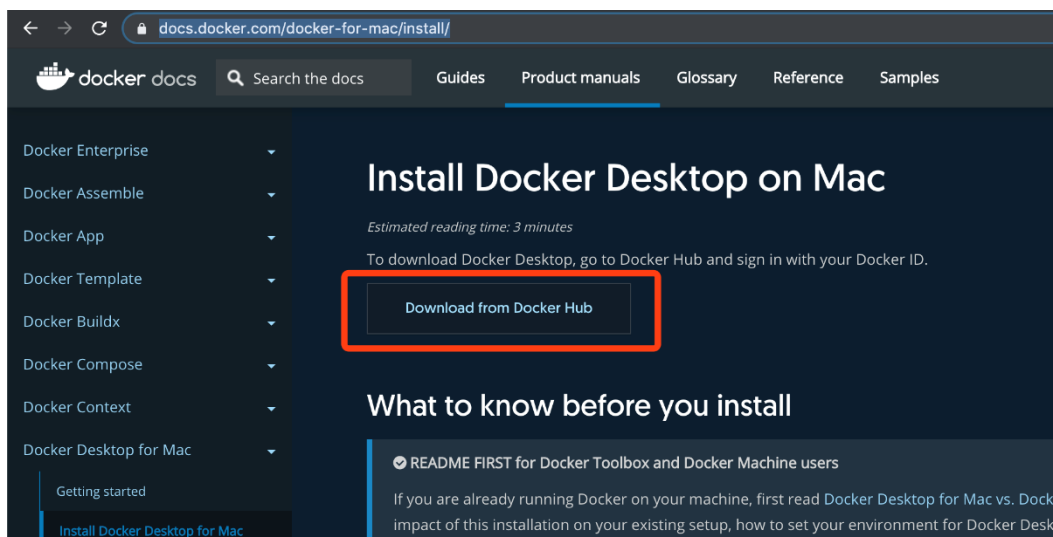 docs.docker.com/docker-for-mac/install/
docker docs
Search the docs
Guides
Product manuals
Glossary
Reference
Samples
Docker Enterprise
Docker Assemble
Docker App
Docker Template
Docker Buildx
Docker Compose
Docker Context
Docker Desktop for Mac
Getting started
Install Docker Desktop for Mac
Install Docker Desktop on Mac
Estimated reading time: 3 minutes
To download Docker Desktop, go to Docker Hub and sign in with your Docker ID.
Download from Docker Hub
What to know before you install
README FIRST for Docker Toolbox and Docker Machine users
If you are already running Docker on your machine, first read Docker Desktop for Mac vs. Dock
impact of this installation on your existing setup, how to set your environment for Docker Desk